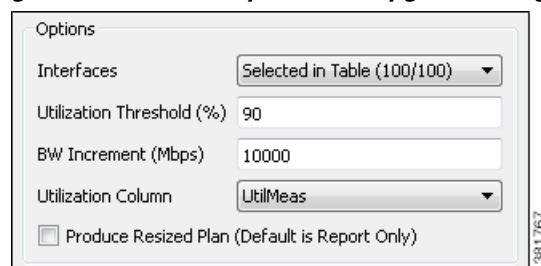 Options
Interfaces Selected in Table (100/100)
Utilization Threshold (%) 90
BW Increment (Mbps) 10000
Utilization Column UtilMeas
Produce Resized Plan (Default is Report Only)
381767